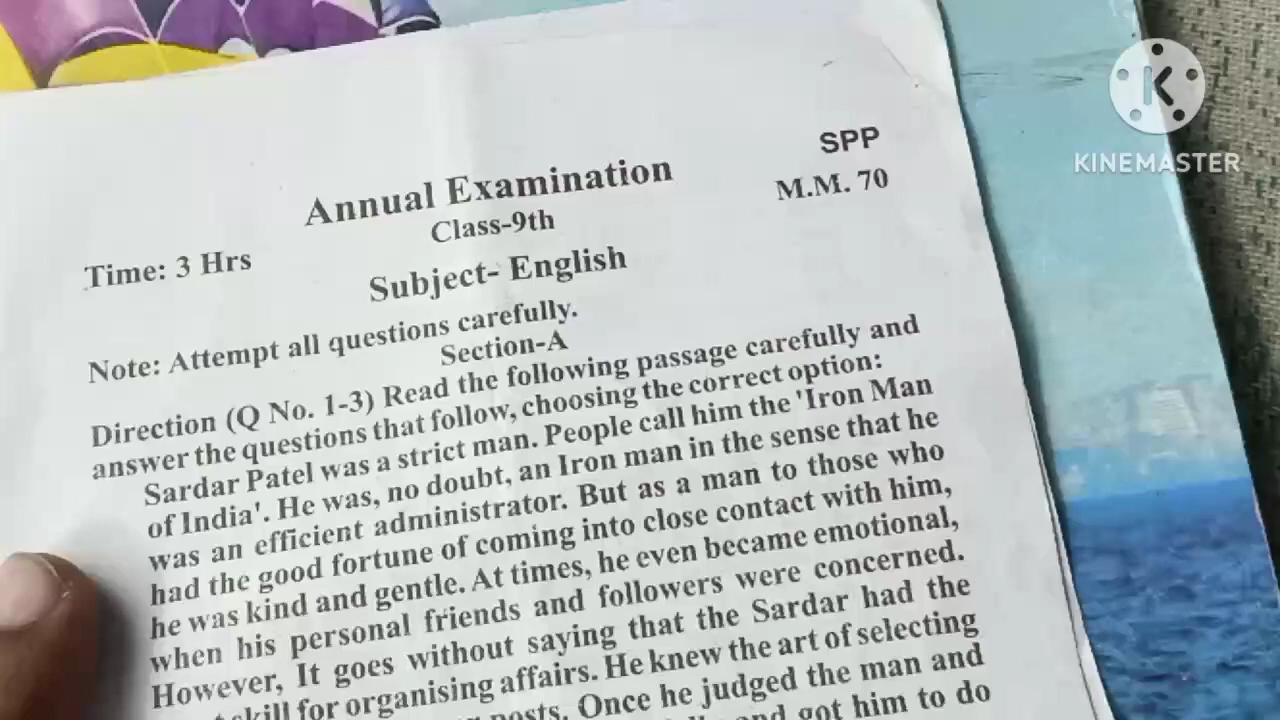 SPP
Annual Examination
M.M. 70
Class-9th
Time: 3 Hrs
Subject- English
Note: Attempt all questions carefully.
Section-A
Direction (Q No. 1-3) Read the following passage carefully and
answer the questions that follow, choosing the correct option:
Sardar Patel was a strict man. People call him the 'Iron Man
of India'. He was, no doubt, an Iron man in the sense that he
was an efficient administrator. But as a man to those who
had the good fortune of coming into close contact with him,
he was kind and gentle. At times, he even became emotional,
when his personal friends and followers were concerned.
However, It goes without saying that the Sardar had the
skill for organising affairs. He knew the art of selecting
posts. Once he judged the man and
and got him to do
KINEMASTER